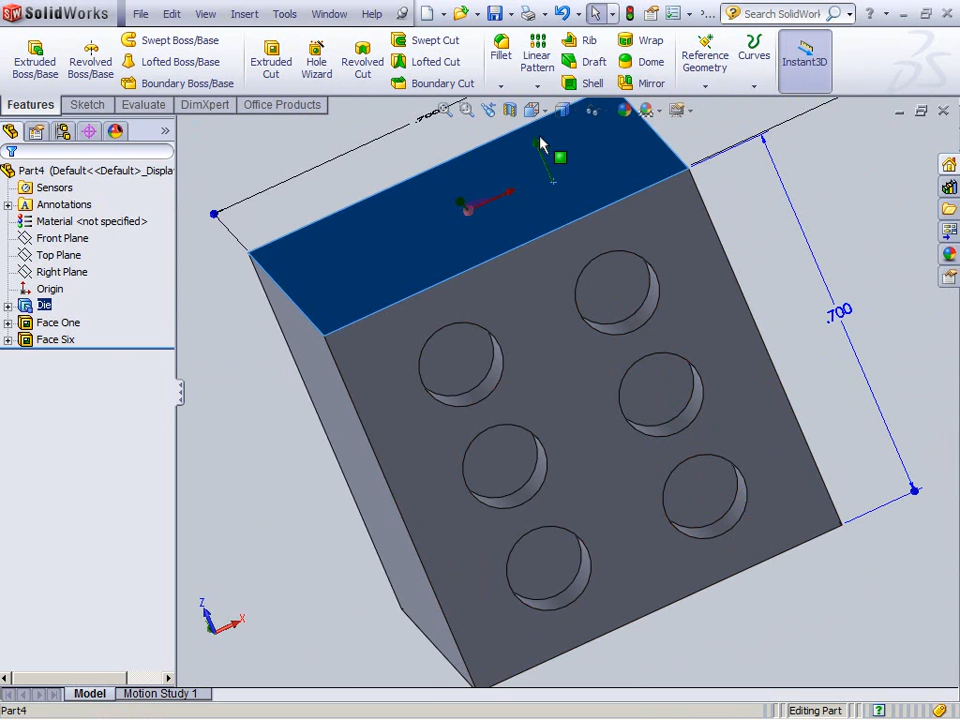 SolidWorks File Edit View Insert Tools Window Help ... Search SolidWork
Extruded Boss/Base Revolved Boss/Base Swept Boss/Base Lofted Boss/Base Boundary Boss/Base Extruded Cut Hole Wizard Revolved Cut Swept Cut Lofted Cut Boundary Cut Fillet Linear Pattern Rib Draft Shell Wrap Dome Mirror Reference Geometry Curves Instant3D
Features Sketch Evaluate DimXpert Office Products
Part4 (Default<<Default>_Displa
Sensors
Annotations
Material <not specified>
Front Plane
Top Plane
Right Plane
Origin
Die
Face One
Face Six
.700
.700
Z
X
Model Motion Study 1
Part4 Editing Part